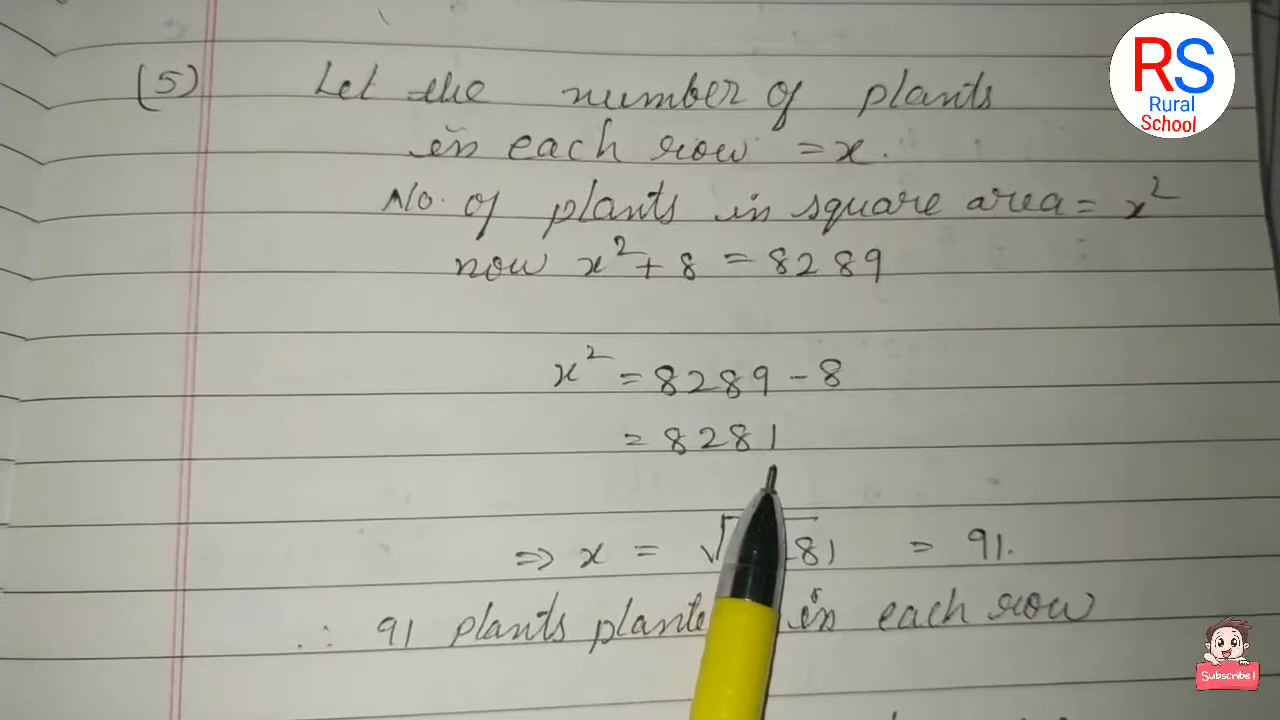 (5) Let the number of plants
in each row = x.
No. of plants in square area = x²
now x² + 8 = 8289
x² = 8289 - 8
= 8281
⇒ x = √ 81 = 91.
∴ 91 plants plante in each row
RS
Rural
School
Subscribe!